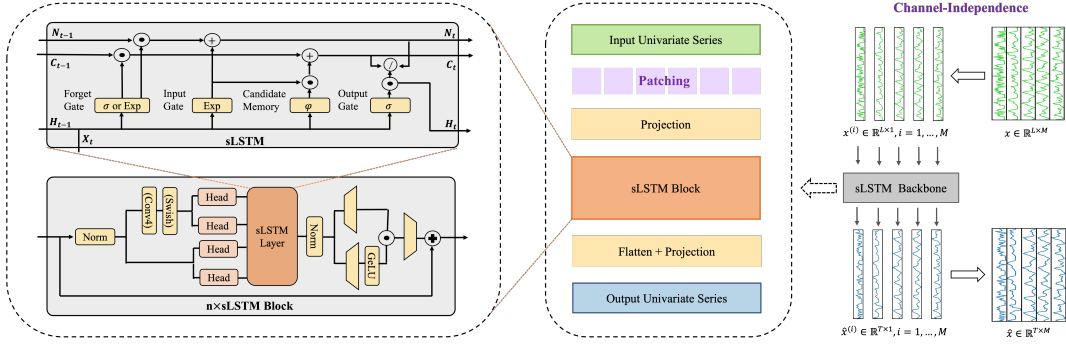 N_{t-1}
N_t
C_{t-1}
C_t
Forget Gate
σ or Exp
Input Gate
Exp
Candidate Memory
φ
Output Gate
σ
H_{t-1}
H_t
X_t
sLSTM
Norm
(Conv4)
(Swish)
Head
Head
Head
Head
sLSTM Layer
Norm
GeLU
n×sLSTM Block
Input Univariate Series
Patching
Projection
sLSTM Block
Flatten + Projection
Output Univariate Series
Channel-Independence
x^{(i)} ∈ ℝ^{L×1}, i = 1, …, M
x ∈ ℝ^{L×M}
sLSTM Backbone
x̂^{(i)} ∈ ℝ^{T×1}, i = 1, …, M
x̂ ∈ ℝ^{T×M}